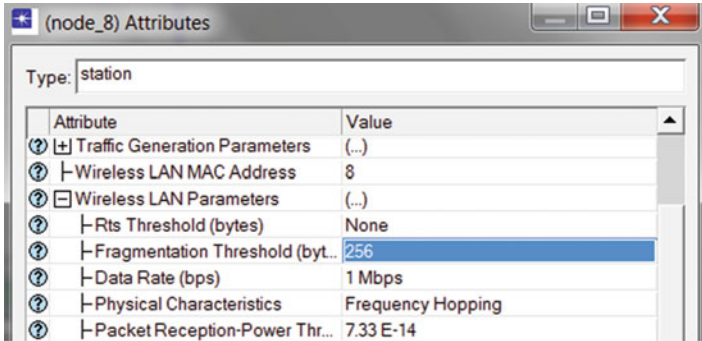 (node_8) Attributes
Type: station
Attribute Value
Traffic Generation Parameters (...)
Wireless LAN MAC Address 8
Wireless LAN Parameters (...)
Rts Threshold (bytes) None
Fragmentation Threshold (byt... 256
Data Rate (bps) 1 Mbps
Physical Characteristics Frequency Hopping
Packet Reception-Power Thr... 7.33 E-14